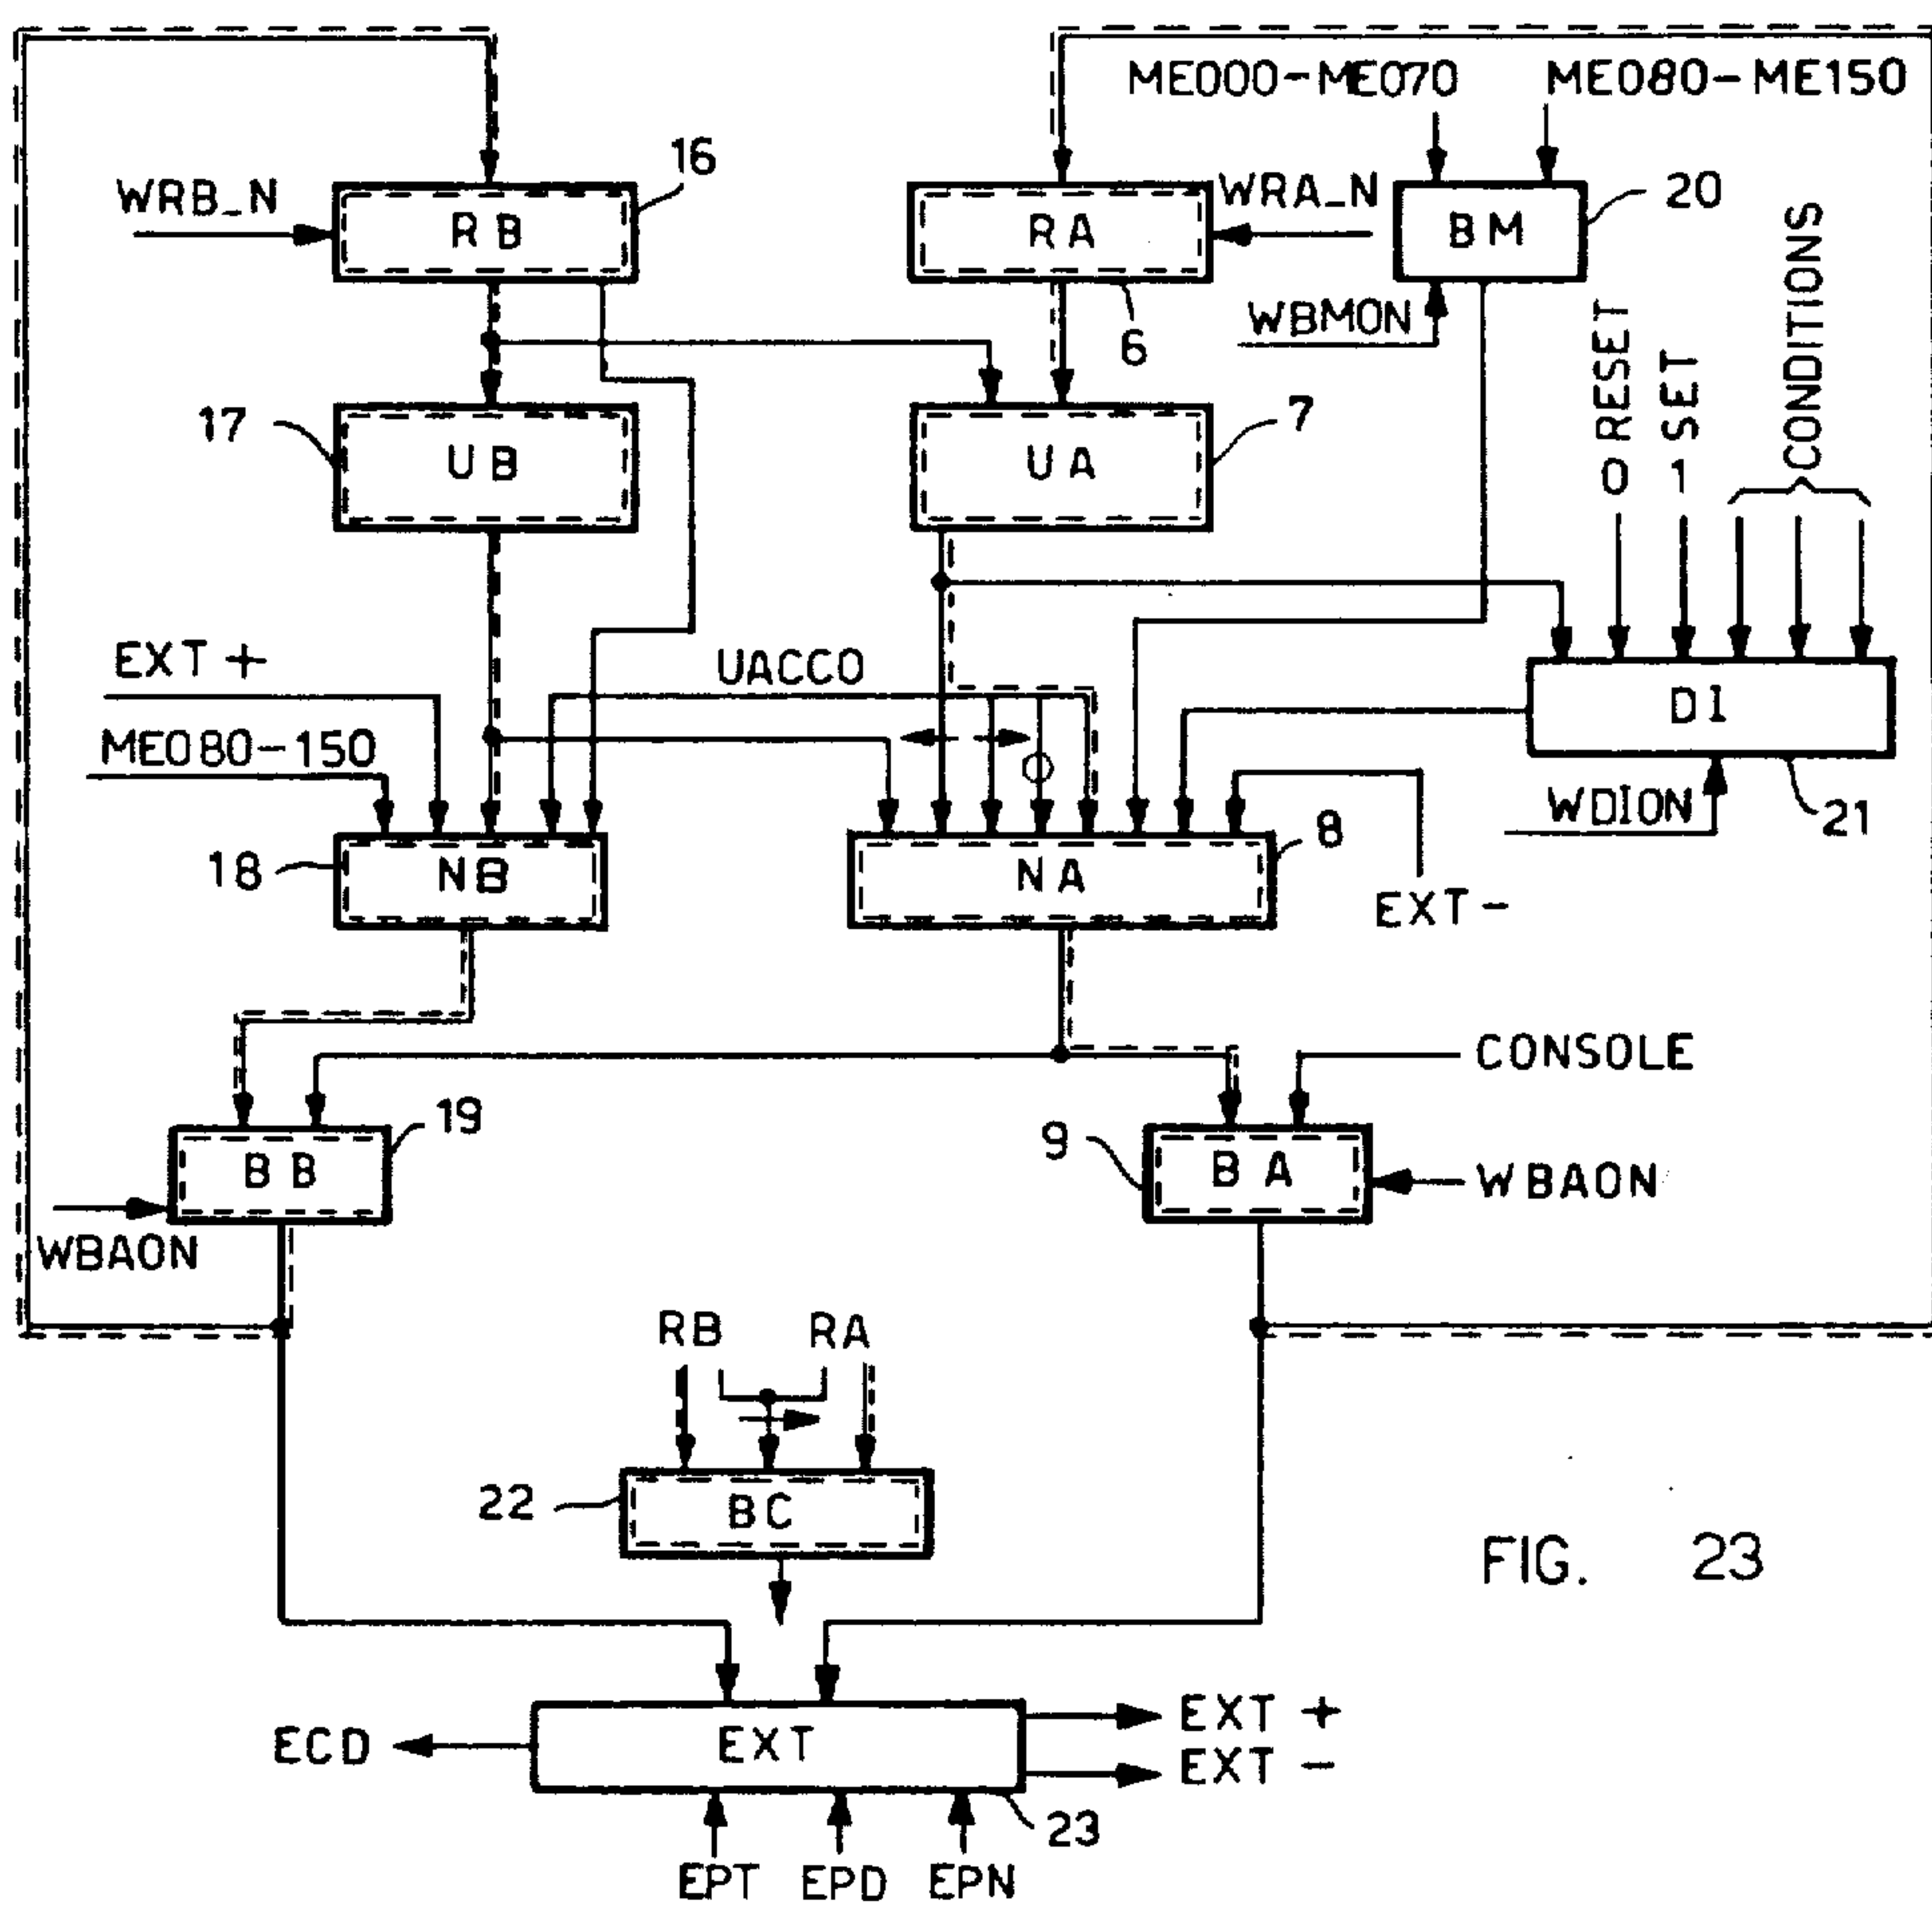 ME000-ME070
ME080-ME150
16
WRB_N
RB
RA
WRA_N
BM
20
WBMON
6
0 RESET
1 SET
CONDITIONS
17
UB
UA
7
EXT +
UACCO
ME080-150
DI
WDION
21
18
NB
NA
8
EXT -
CONSOLE
19
BB
9
BA
WBAON
WBAON
RB
RA
22
BC
FIG. 23
ECD
EXT
EXT +
EXT -
23
EPT
EPD
EPN